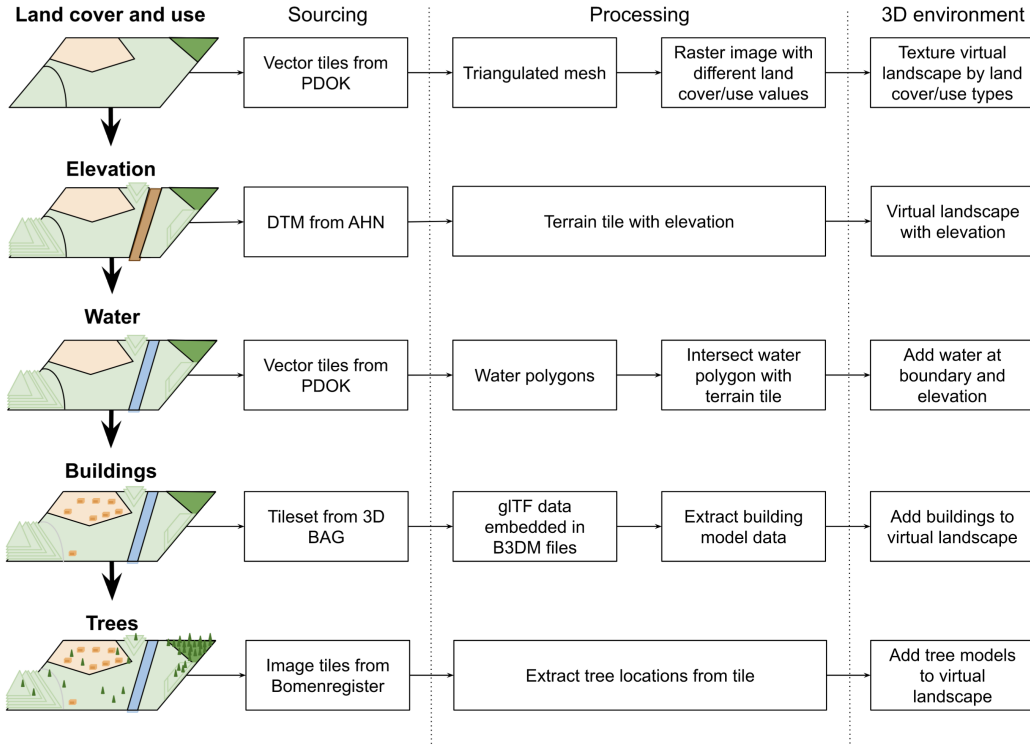 Land cover and use
Sourcing
Processing
3D environment
Vector tiles from
PDOK
Triangulated mesh
Raster image with
different land
cover/use values
Texture virtual
landscape by land
cover/use types
Elevation
DTM from AHN
Terrain tile with elevation
Virtual landscape
with elevation
Water
Vector tiles from
PDOK
Water polygons
Intersect water
polygon with
terrain tile
Add water at
boundary and
elevation
Buildings
Tileset from 3D
BAG
glTF data
embedded in
B3DM files
Extract building
model data
Add buildings to
virtual landscape
Trees
Image tiles from
Bomenregister
Extract tree locations from tile
Add tree models
to virtual
landscape